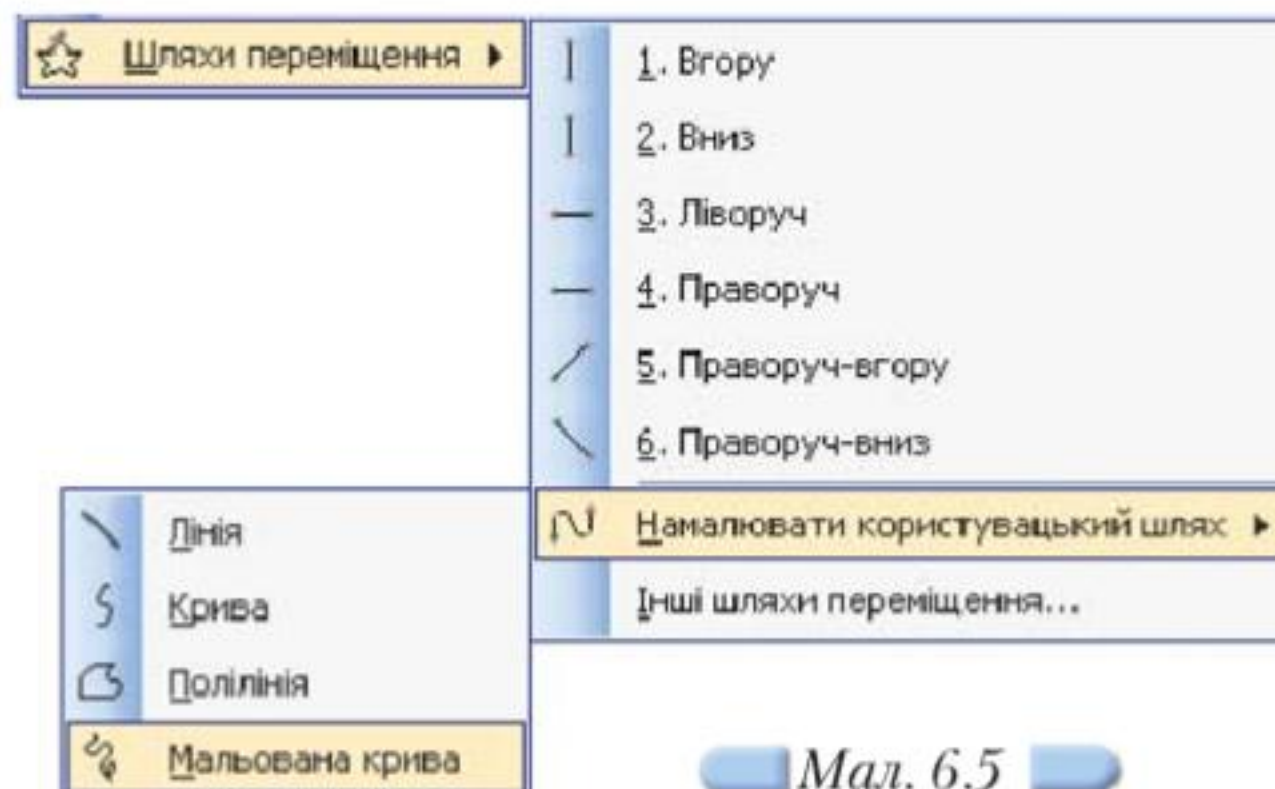 Шляхи переміщення
1. Вгору
2. Вниз
3. Ліворуч
4. Праворуч
5. Праворуч-вгору
6. Праворуч-вниз
Намалювати користувацький шлях
Інші шляхи переміщення...
Лінія
Крива
Полілінія
Мальована крива
Мал. 6.5